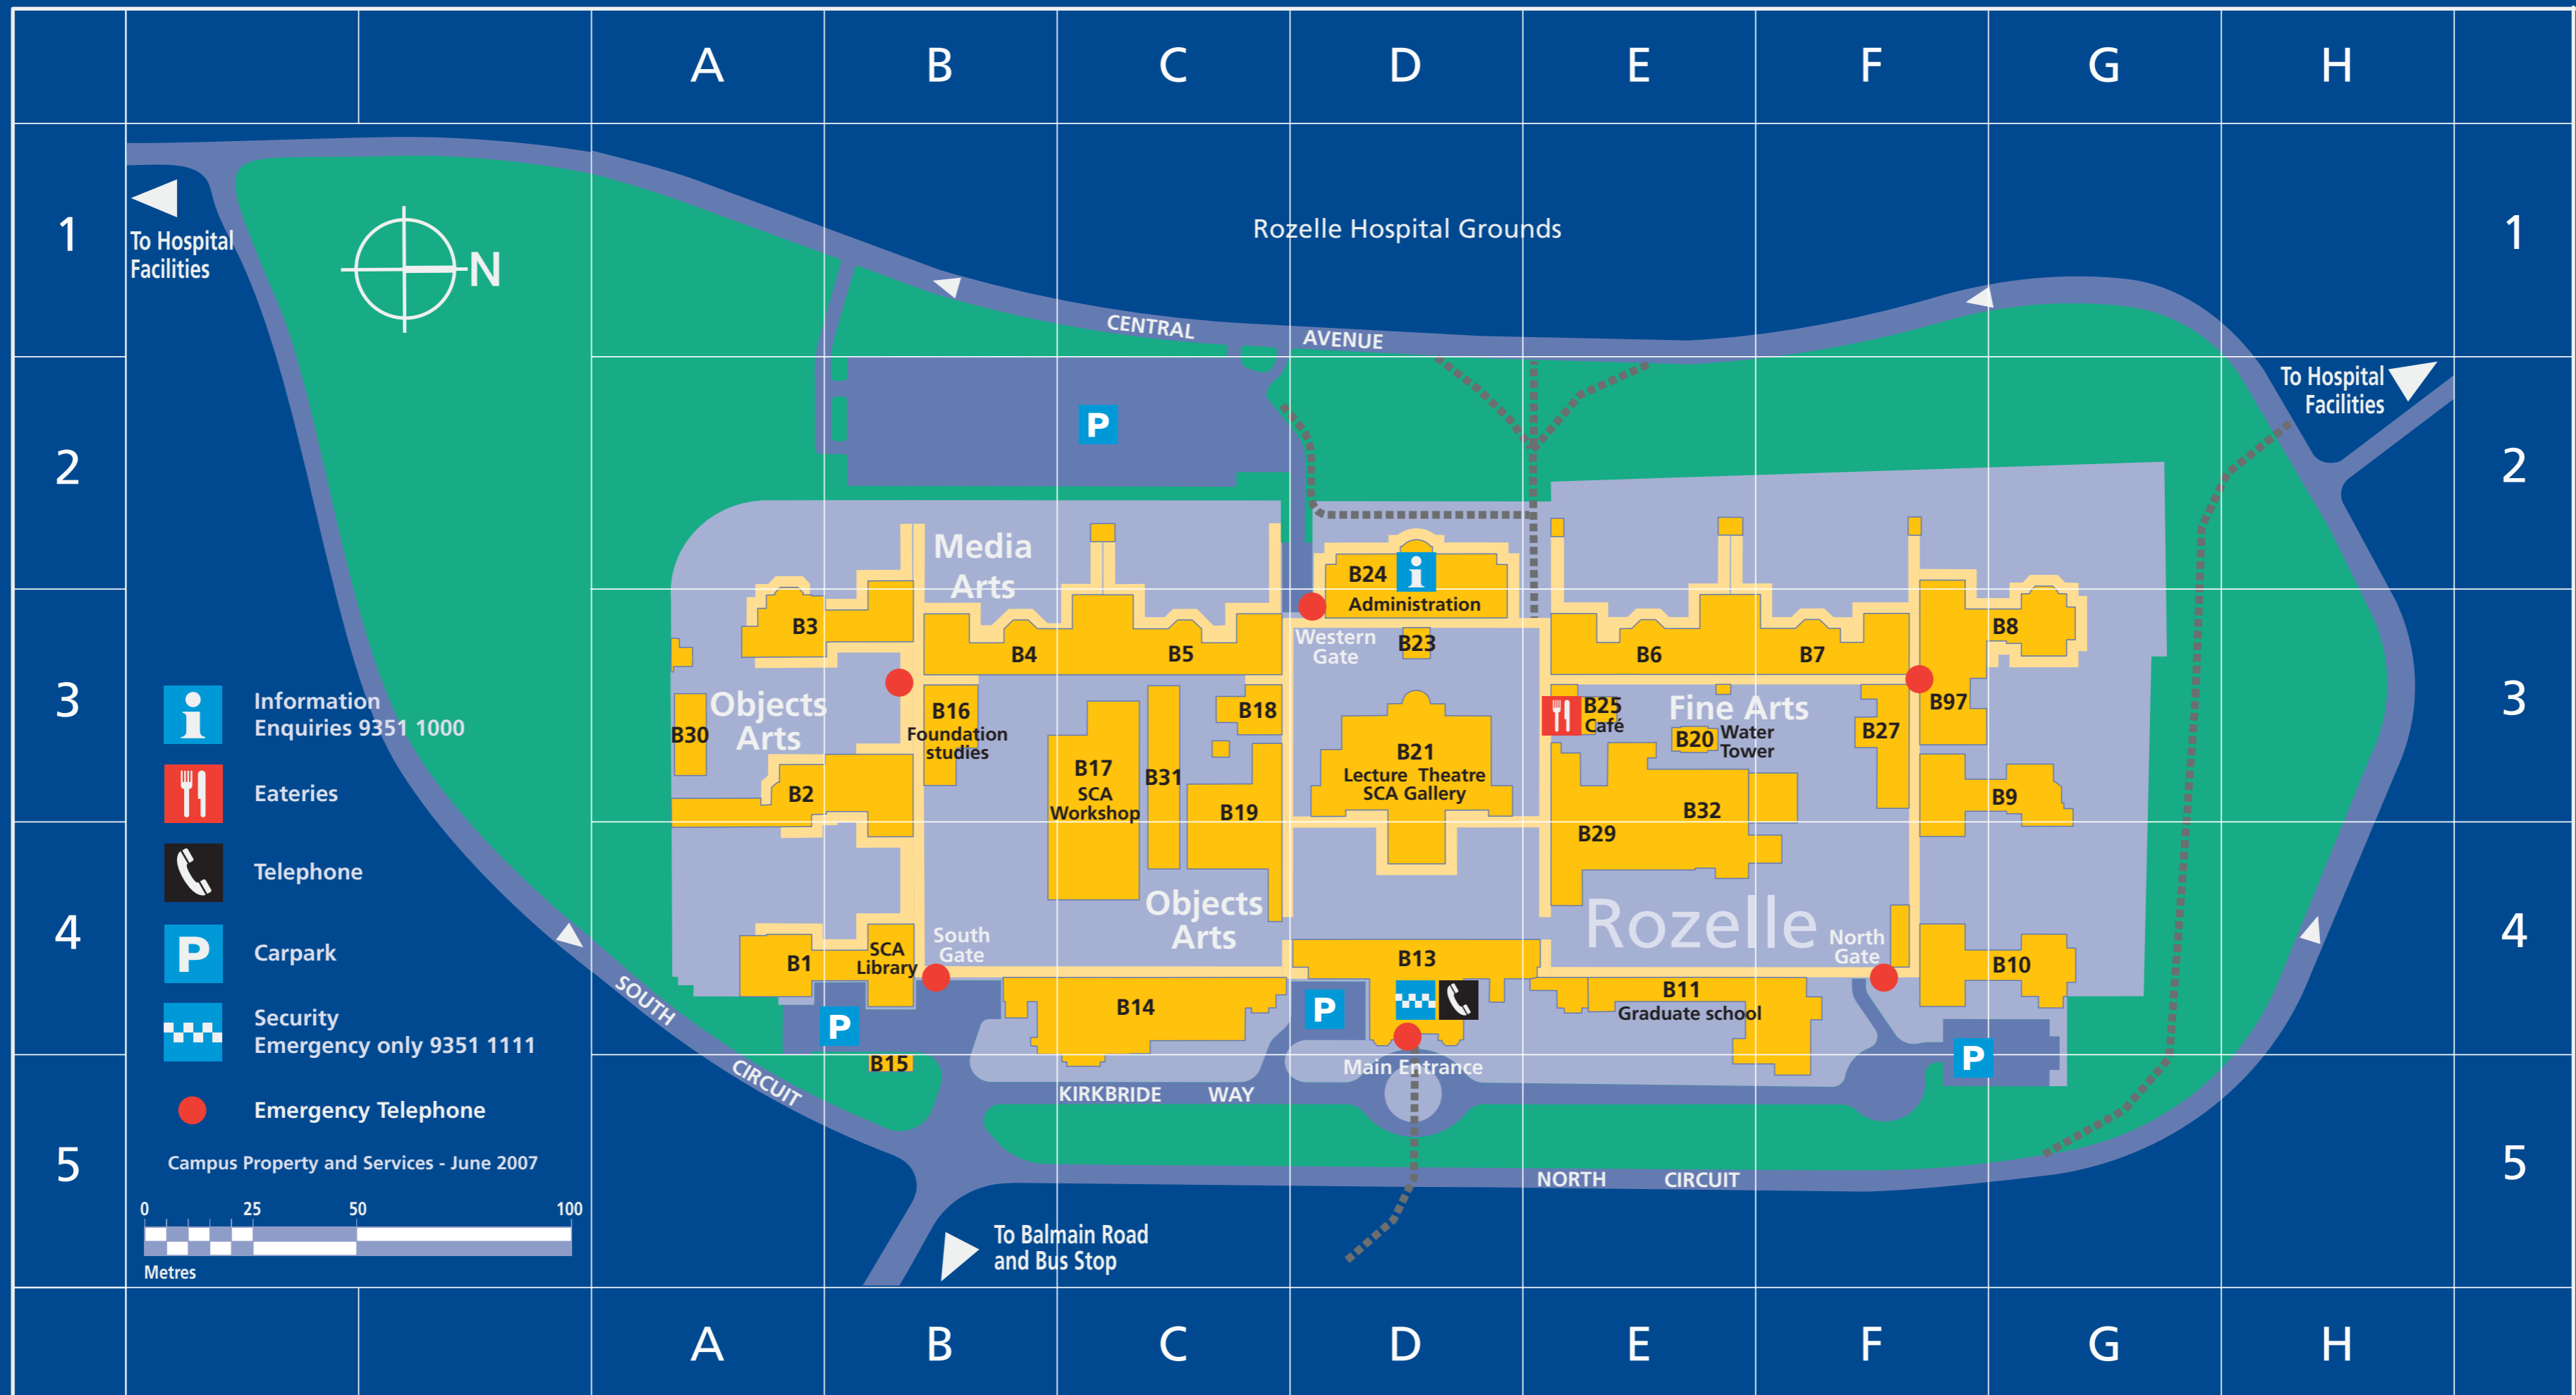 A B C D E F G H
1 1
To Hospital
Facilities
N
Rozelle Hospital Grounds
CENTRAL AVENUE
To Hospital
Facilities
P
2 2
Media
Arts
B24 i
Administration
B3
B4
B5
Western
Gate
B23
B6
B7
B8
3 3
i Information
Enquiries 9351 1000
Objects
Arts
B30
B16
Foundation
studies
B18
B25
Café
Fine Arts
B20 Water
Tower
B27
B97
B2
B17
SCA
Workshop
B31
B19
B21
Lecture Theatre
SCA Gallery
B29
B32
B9
Eateries
Telephone
4 4
P Carpark
Objects
Arts
Rozelle
B1
SCA
Library
South
Gate
B13
North
Gate
B10
SOUTH
CIRCUIT
P
B14
P
B11
Graduate school
P
B15
Main Entrance
KIRKBRIDE WAY
Security
Emergency only 9351 1111
Emergency Telephone
Campus Property and Services - June 2007
5 5
NORTH CIRCUIT
0 25 50 100
Metres
To Balmain Road
and Bus Stop
A B C D E F G H